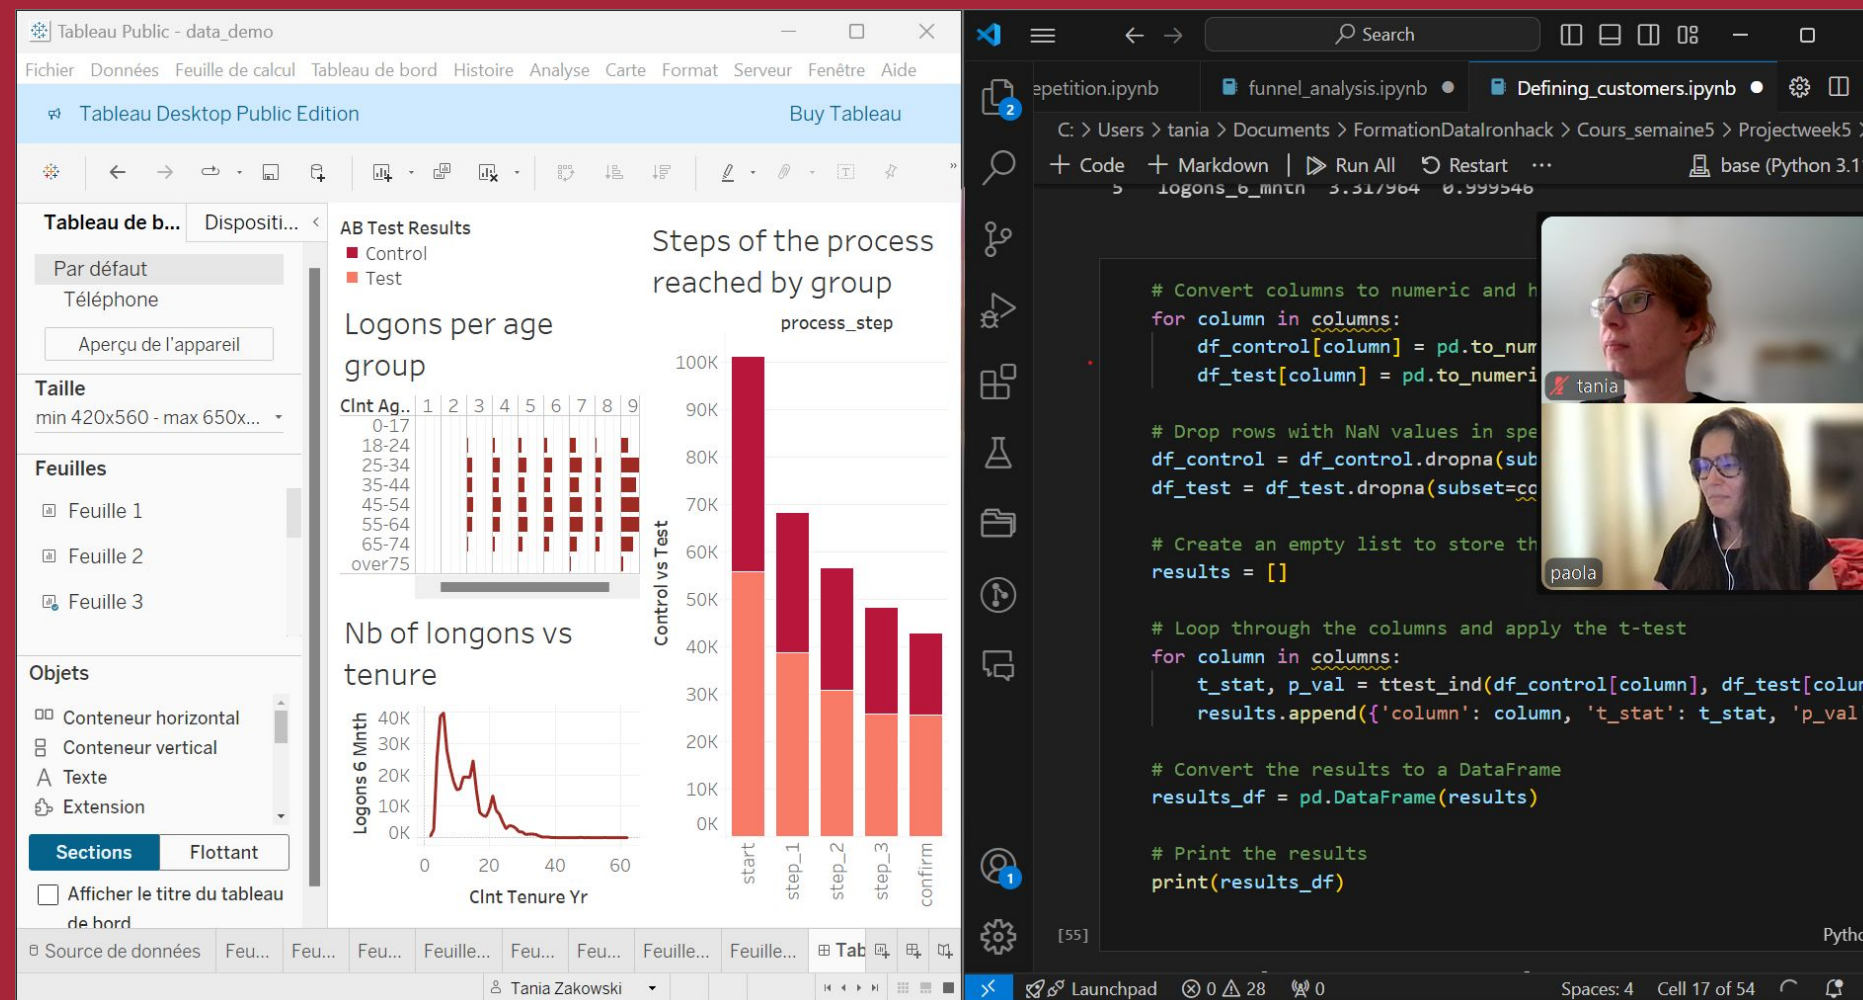 Tableau Public - data_demo
Fichier Données Feuille de calcul Tableau de bord Histoire Analyse Carte Format Serveur Fenêtre Aide
Tableau Desktop Public Edition Buy Tableau
Tableau de b... Dispositi...
Par défaut
Téléphone
Aperçu de l'appareil
Taille
min 420x560 - max 650x...
Feuilles
Feuille 1
Feuille 2
Feuille 3
Objets
Conteneur horizontal
Conteneur vertical
A Texte
Extension
Sections Flottant
Afficher le titre du tableau
de bord
AB Test Results
Control
Test
Logons per age
group
Clnt Ag.. 1 2 3 4 5 6 7 8 9
0-17
18-24
25-34
35-44
45-54
55-64
65-74
over75
Nb of longons vs
tenure
Logons 6 Mnth
40K
30K
20K
10K
0K
0 20 40 60
Clnt Tenure Yr
Steps of the process
reached by group
process_step
Control vs Test
100K
90K
80K
70K
60K
50K
40K
30K
20K
10K
0K
start step_1 step_2 step_3 confirm
Source de données Feu... Feu... Feu... Feuille... Feu... Feu... Feuille... Feuille... Tab
Tania Zakowski
Search
epetition.ipynb funnel_analysis.ipynb Defining_customers.ipynb
2
C: > Users > tania > Documents > FormationDataIronhack > Cours_semaine5 > Projectweek5 >
+ Code + Markdown | Run All Restart ... base (Python 3.1
5 logons_6_mnth 3.317964 0.999546
# Convert columns to numeric and h
for column in columns:
df_control[column] = pd.to_num
df_test[column] = pd.to_numeri
# Drop rows with NaN values in spe
df_control = df_control.dropna(sub
df_test = df_test.dropna(subset=co
# Create an empty list to store th
results = []
# Loop through the columns and apply the t-test
for column in columns:
t_stat, p_val = ttest_ind(df_control[column], df_test[colum
results.append({'column': column, 't_stat': t_stat, 'p_val
# Convert the results to a DataFrame
results_df = pd.DataFrame(results)
# Print the results
print(results_df)
[55] Pytho
tania
paola
1
Launchpad 0 28 0 Spaces: 4 Cell 17 of 54